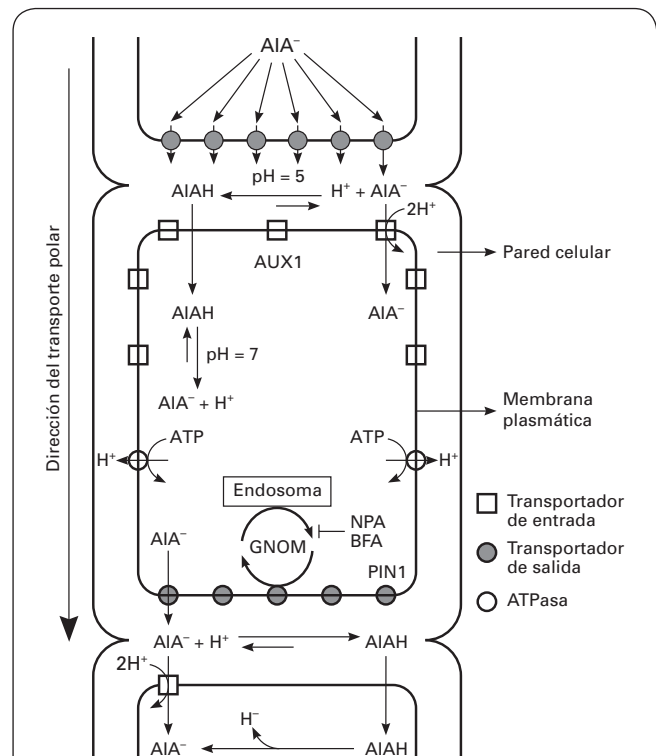 AIA⁻
pH = 5
AIAH
H⁺ + AIA⁻
2H⁺
AUX1
Pared celular
AIAH
AIA⁻
pH = 7
AIA⁻ + H⁺
Dirección del transporte polar
Membrana
plasmática
ATP
H⁺
ATP
H⁺
Endosoma
GNOM
NPA
BFA
AIA⁻
PIN1
Transportador
de entrada
Transportador
de salida
ATPasa
AIA⁻ + H⁺
AIAH
2H⁺
H⁻
AIA⁻
AIAH